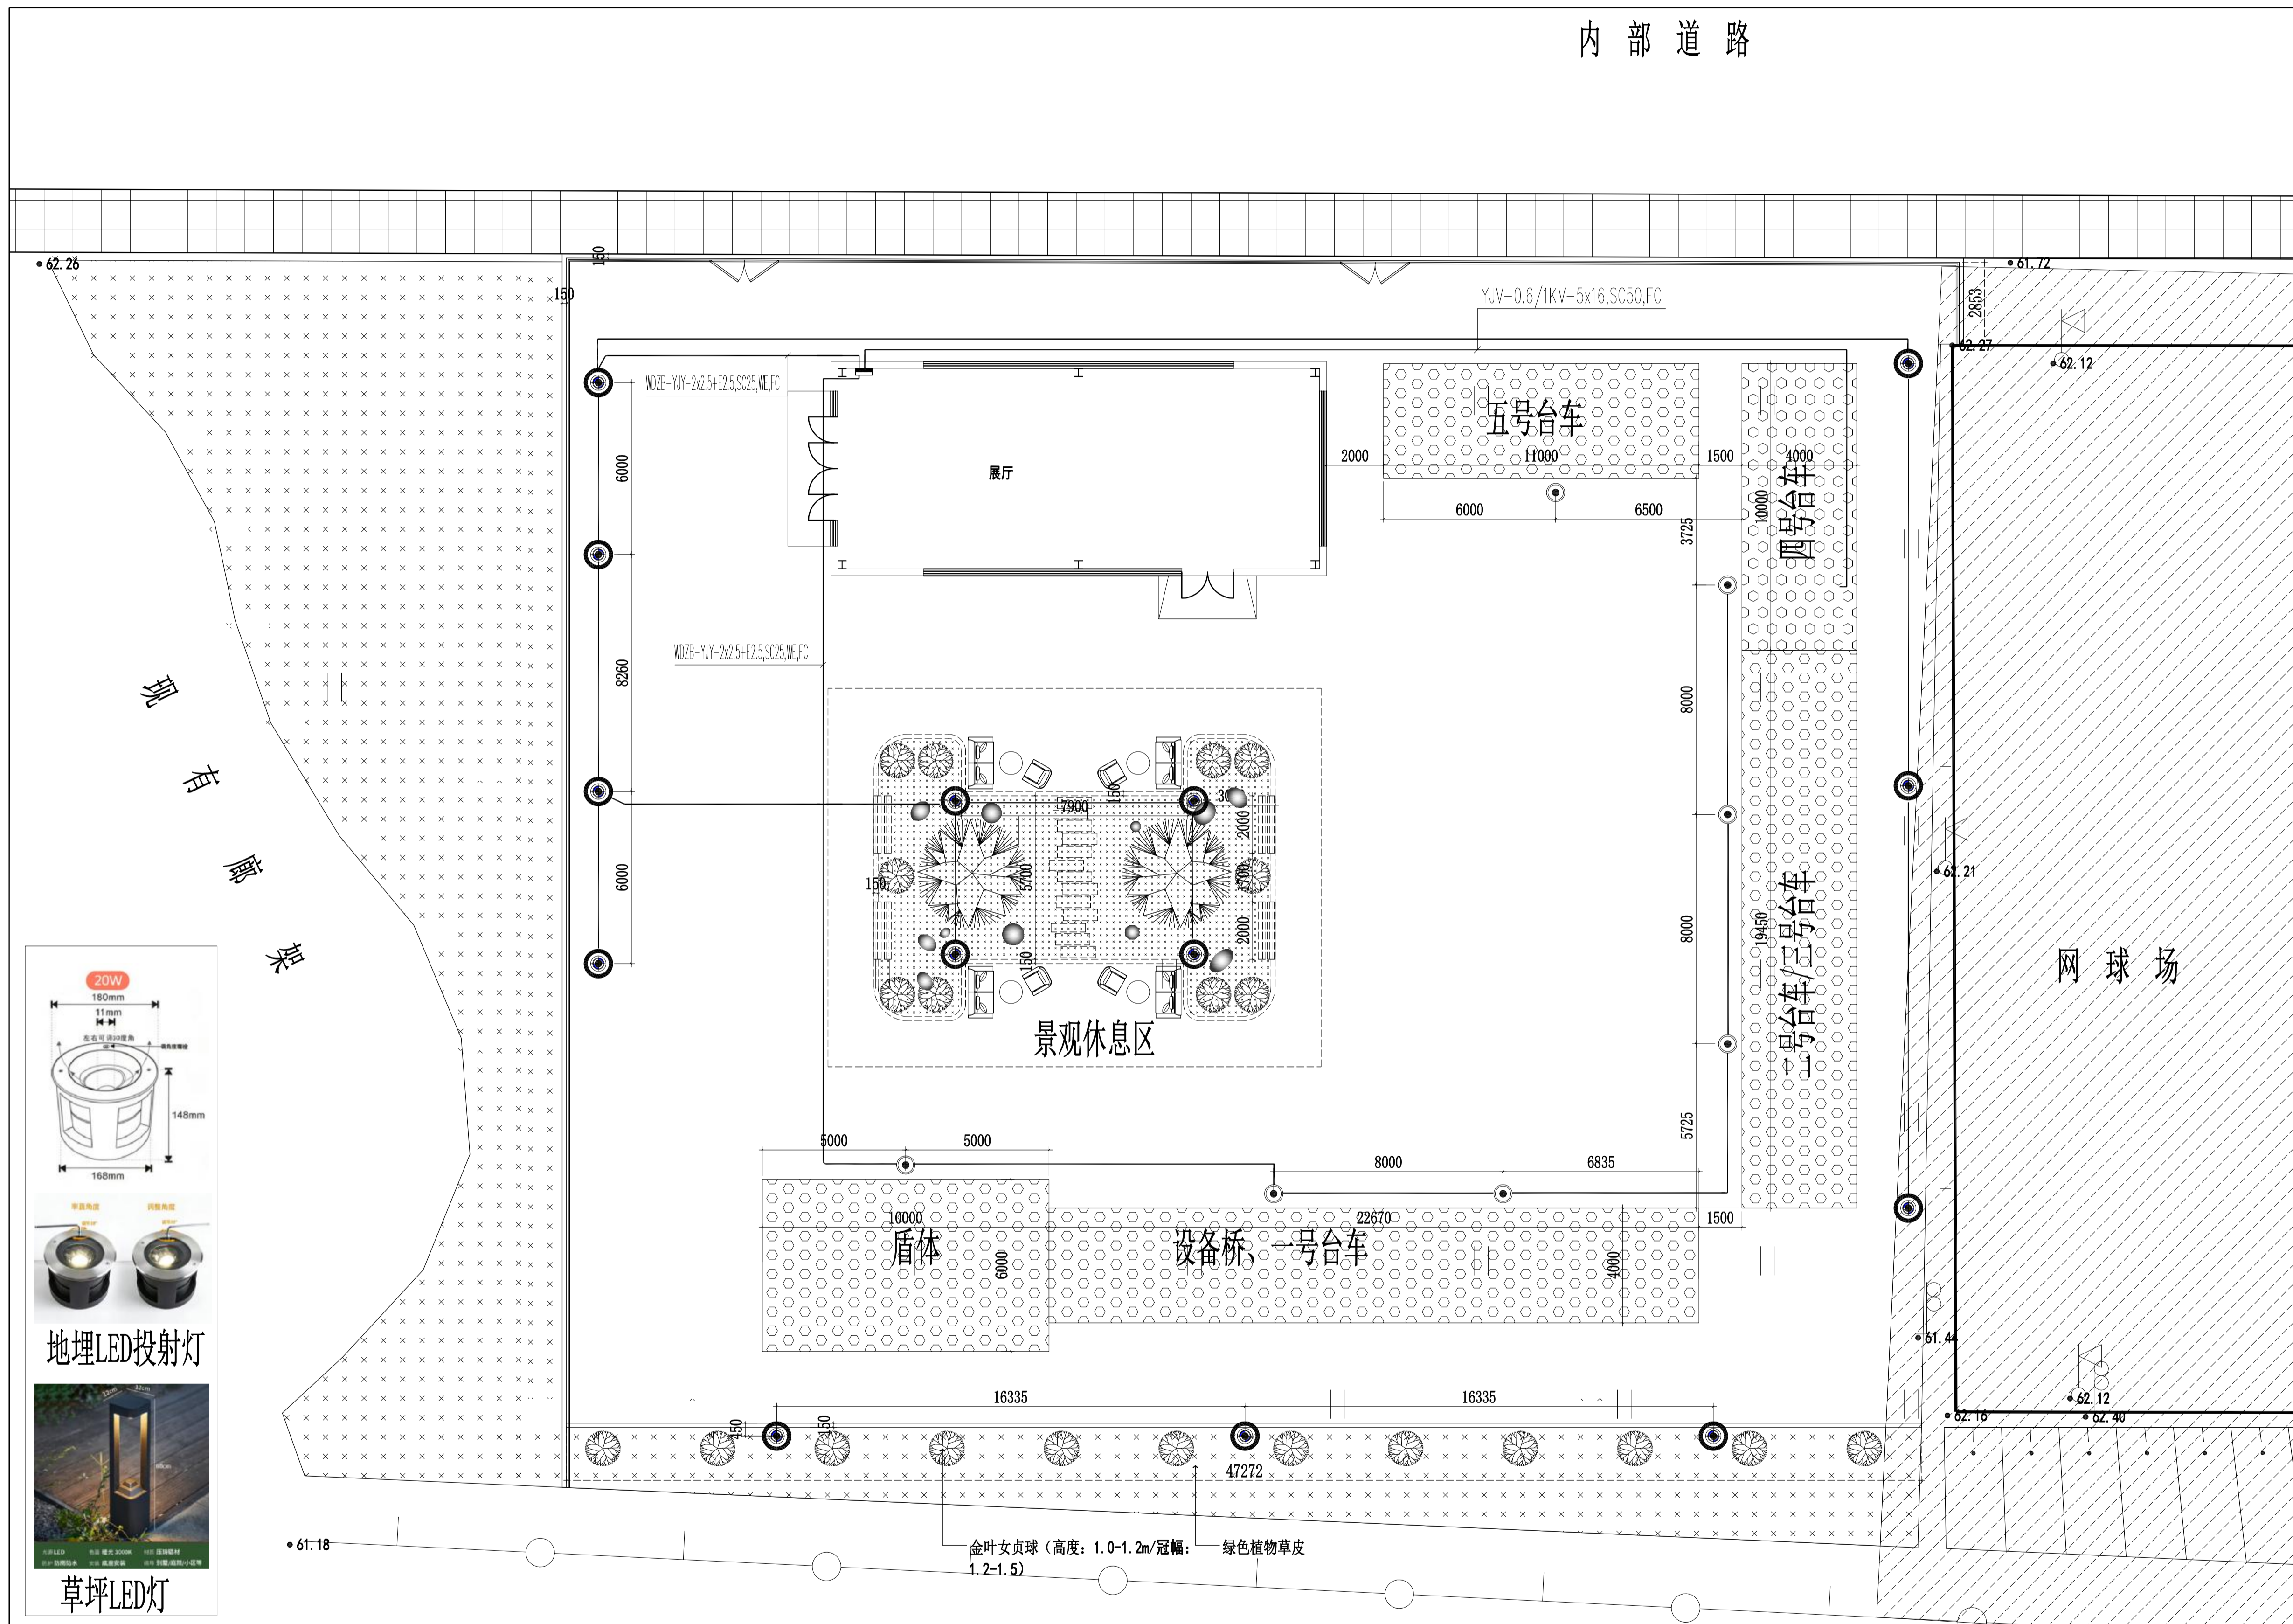 内部道路
62.26
150
150
61.72
2853
YJV-0.6/1KV-5x16,SC50,FC
62.27
62.12
WDZB-YJY-2x2.5+E2.5,SC25,WE,FC
展厅
五号台车
2000
11000
1500
4000
6000
6500
10000
四号台车
3725
6000
8260
6000
WDZB-YJY-2x2.5+E2.5,SC25,WE,FC
8000
8000
5725
现有廊架
7900
150
2000
1700
2000
5700
150
150
景观休息区
19450
二号台车/三号台车
62.21
网球场
20W
180mm
11mm
148mm
168mm
地埋LED投射灯
草坪LED灯
5000
5000
8000
6835
10000
盾体
6000
22670
设备桥、一号台车
4000
1500
61.44
62.12
62.16
62.40
16335
16335
450
150
47272
金叶女贞球（高度：1.0-1.2m/冠幅：
1.2-1.5）
绿色植物草皮
61.18